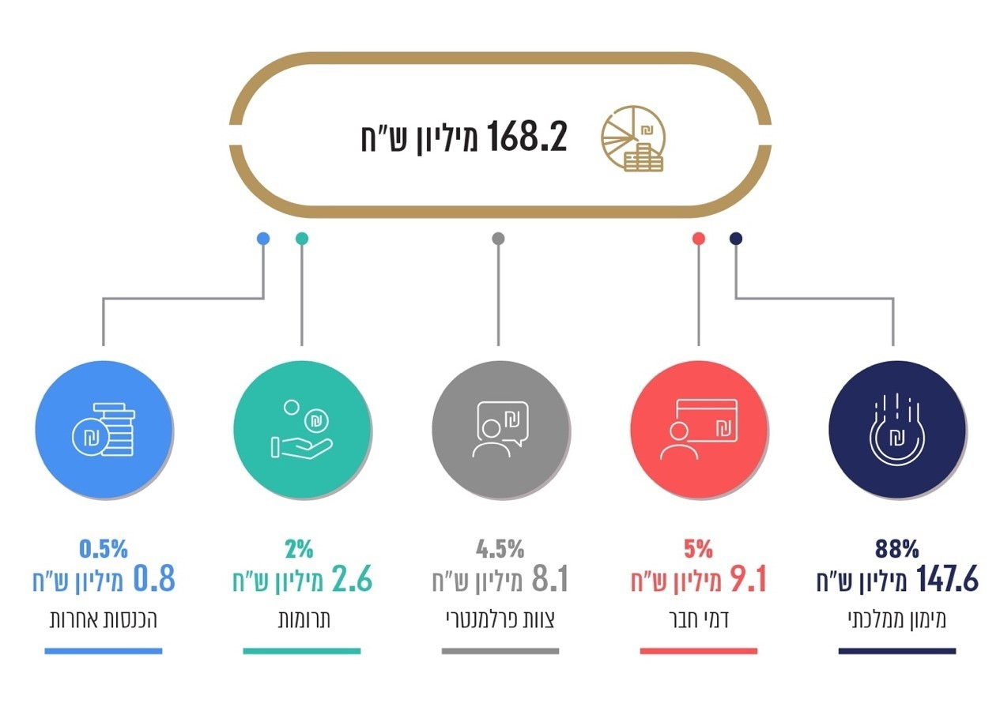 168.2 מיליון ש"ח
88%
147.6 מיליון ש"ח
מימון ממלכתי
5%
9.1 מיליון ש"ח
דמי חבר
4.5%
8.1 מיליון ש"ח
צוות פרלמנטרי
2%
2.6 מיליון ש"ח
תרומות
0.5%
0.8 מיליון ש"ח
הכנסות אחרות